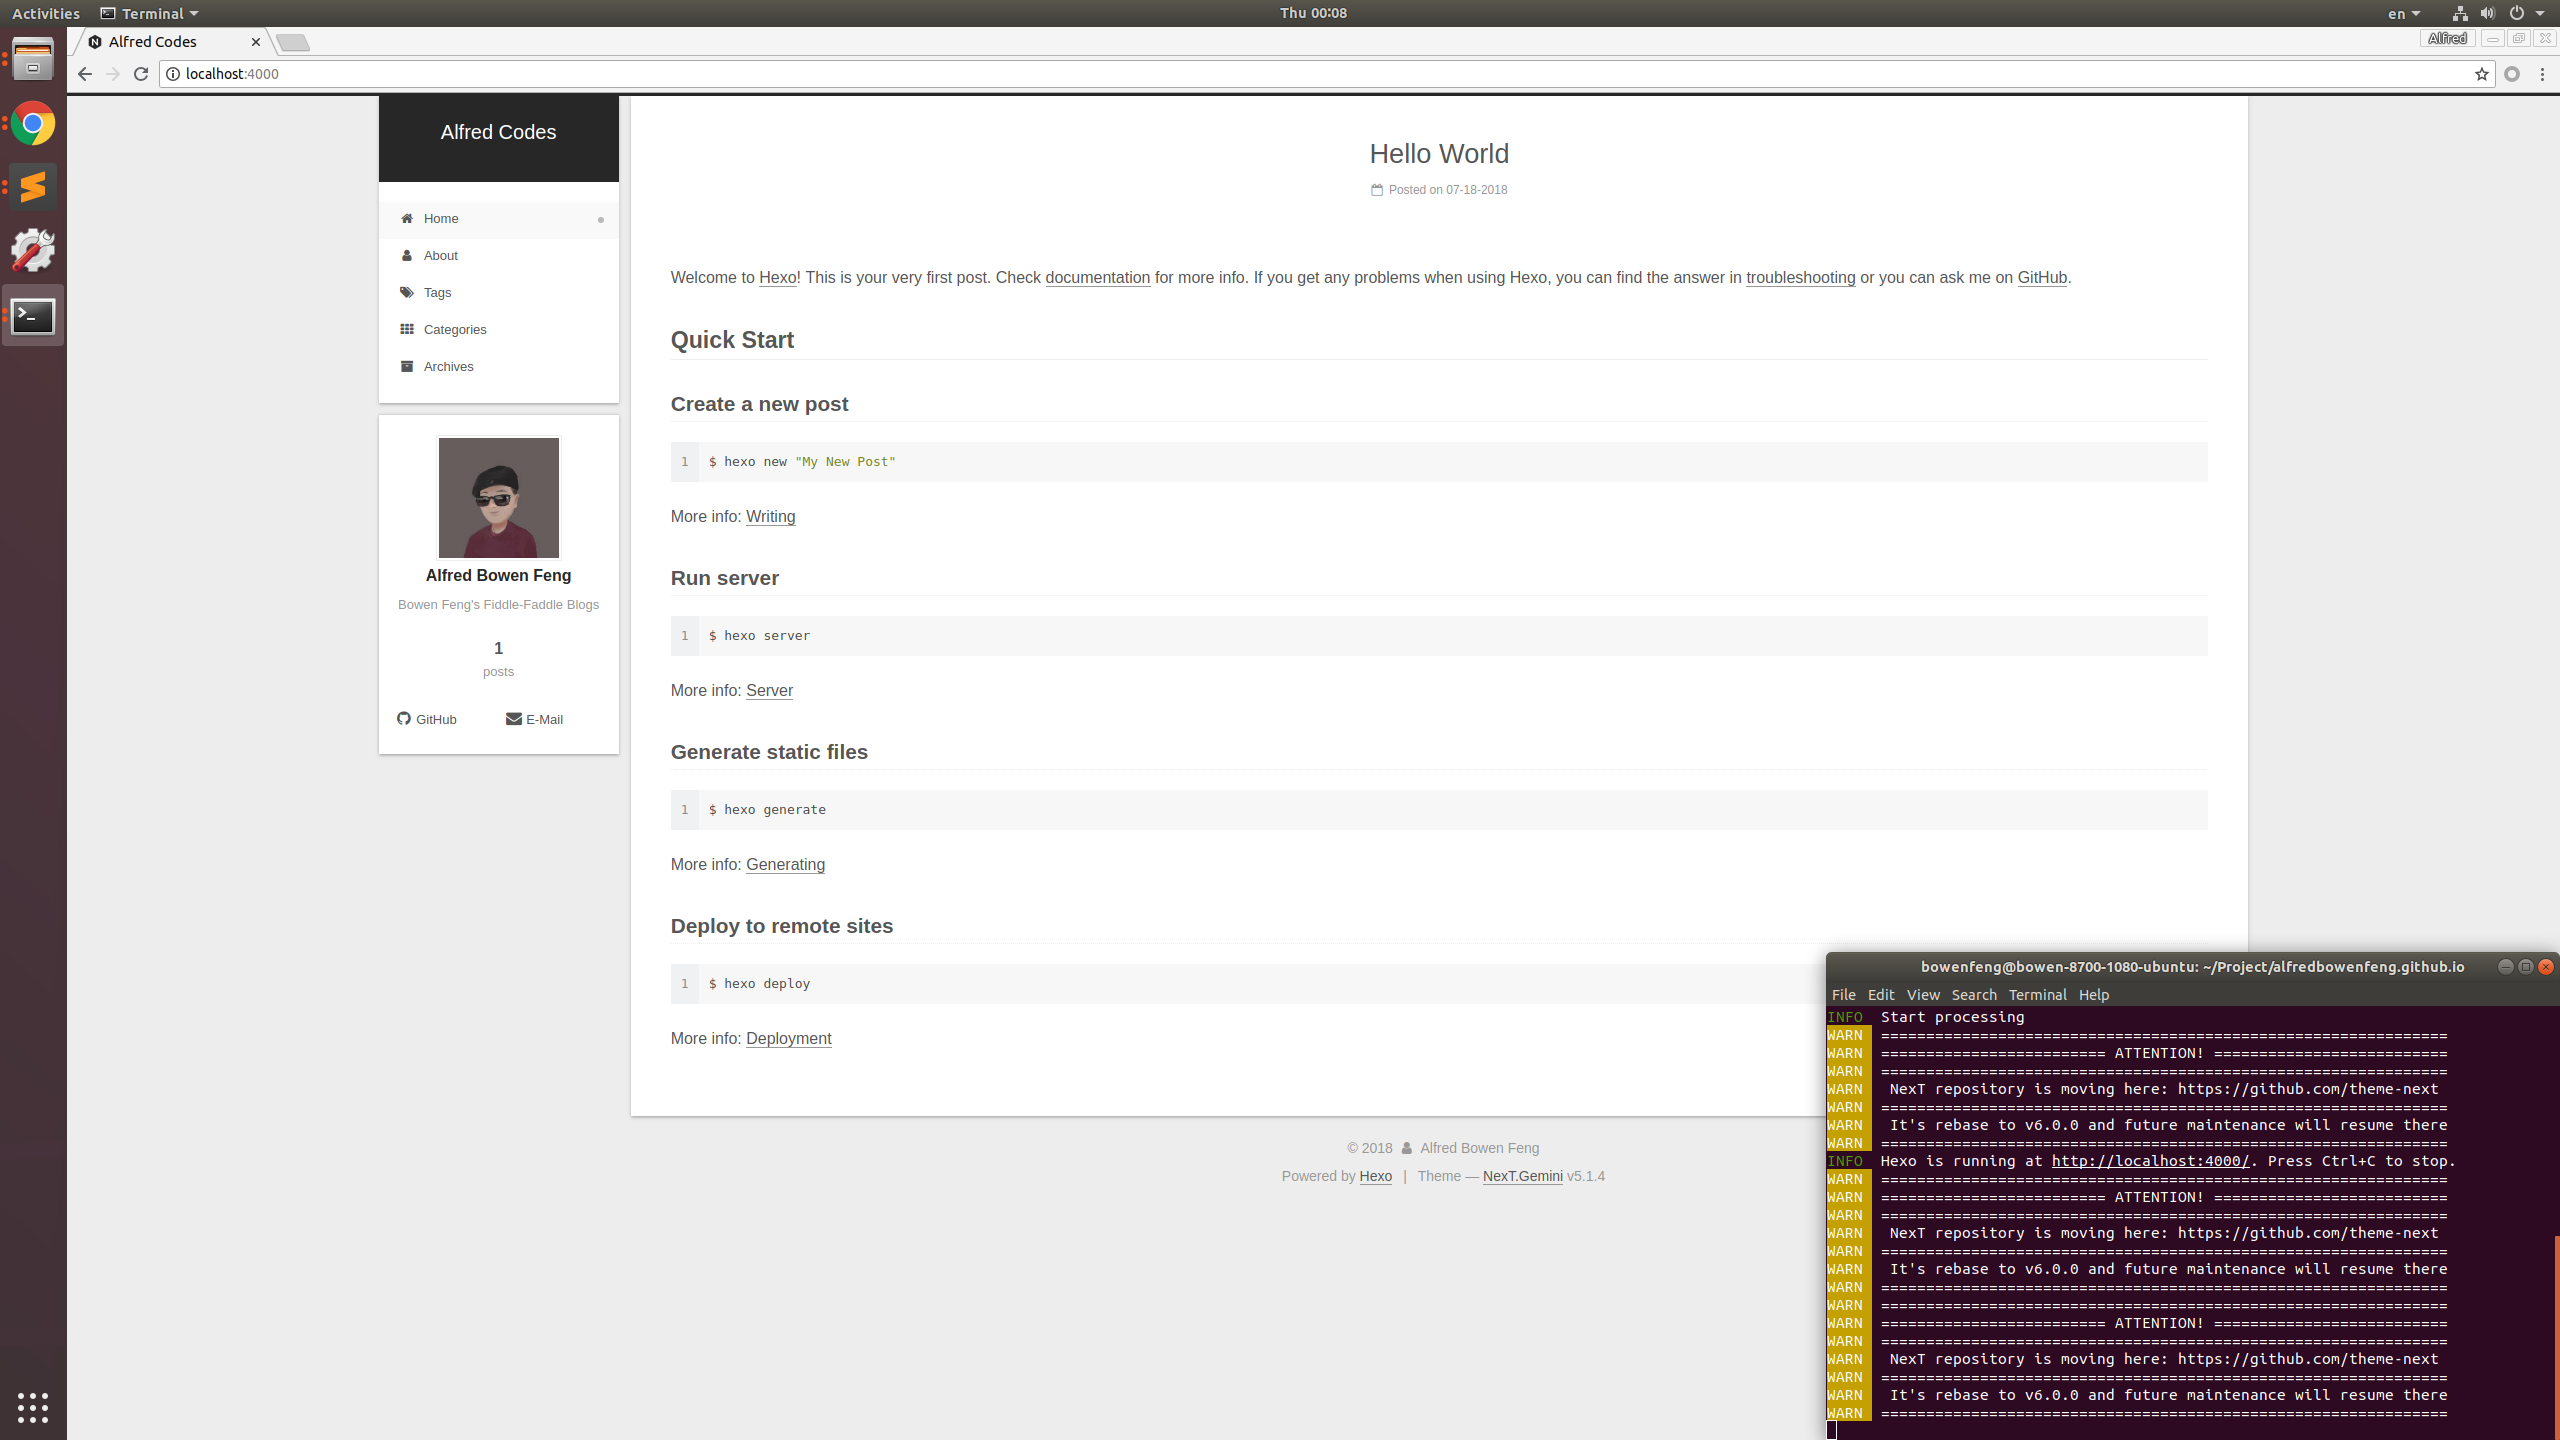 Activities
Terminal
Thu 00:08
en
Alfred Codes
Alfred
localhost:4000
Alfred Codes
Home
About
Tags
Categories
Archives
Alfred Bowen Feng
Bowen Feng's Fiddle-Faddle Blogs
1
posts
GitHub
E-Mail
Hello World
Posted on 07-18-2018
Welcome to Hexo! This is your very first post. Check documentation for more info. If you get any problems when using Hexo, you can find the answer in troubleshooting or you can ask me on GitHub.
Quick Start
Create a new post
1 $ hexo new "My New Post"
More info: Writing
Run server
1 $ hexo server
More info: Server
Generate static files
1 $ hexo generate
More info: Generating
Deploy to remote sites
1 $ hexo deploy
More info: Deployment
© 2018 Alfred Bowen Feng
Powered by Hexo | Theme — NexT.Gemini v5.1.4
bowenfeng@bowen-8700-1080-ubuntu: ~/Project/alfredbowenfeng.github.io
File Edit View Search Terminal Help
INFO  Start processing
WARN  ===============================================================
WARN  ========================= ATTENTION! ==========================
WARN  ===============================================================
WARN   NexT repository is moving here: https://github.com/theme-next
WARN  ===============================================================
WARN   It's rebase to v6.0.0 and future maintenance will resume there
WARN  ===============================================================
INFO  Hexo is running at http://localhost:4000/. Press Ctrl+C to stop.
WARN  ===============================================================
WARN  ========================= ATTENTION! ==========================
WARN  ===============================================================
WARN   NexT repository is moving here: https://github.com/theme-next
WARN  ===============================================================
WARN   It's rebase to v6.0.0 and future maintenance will resume there
WARN  ===============================================================
WARN  ===============================================================
WARN  ========================= ATTENTION! ==========================
WARN  ===============================================================
WARN   NexT repository is moving here: https://github.com/theme-next
WARN  ===============================================================
WARN   It's rebase to v6.0.0 and future maintenance will resume there
WARN  ===============================================================